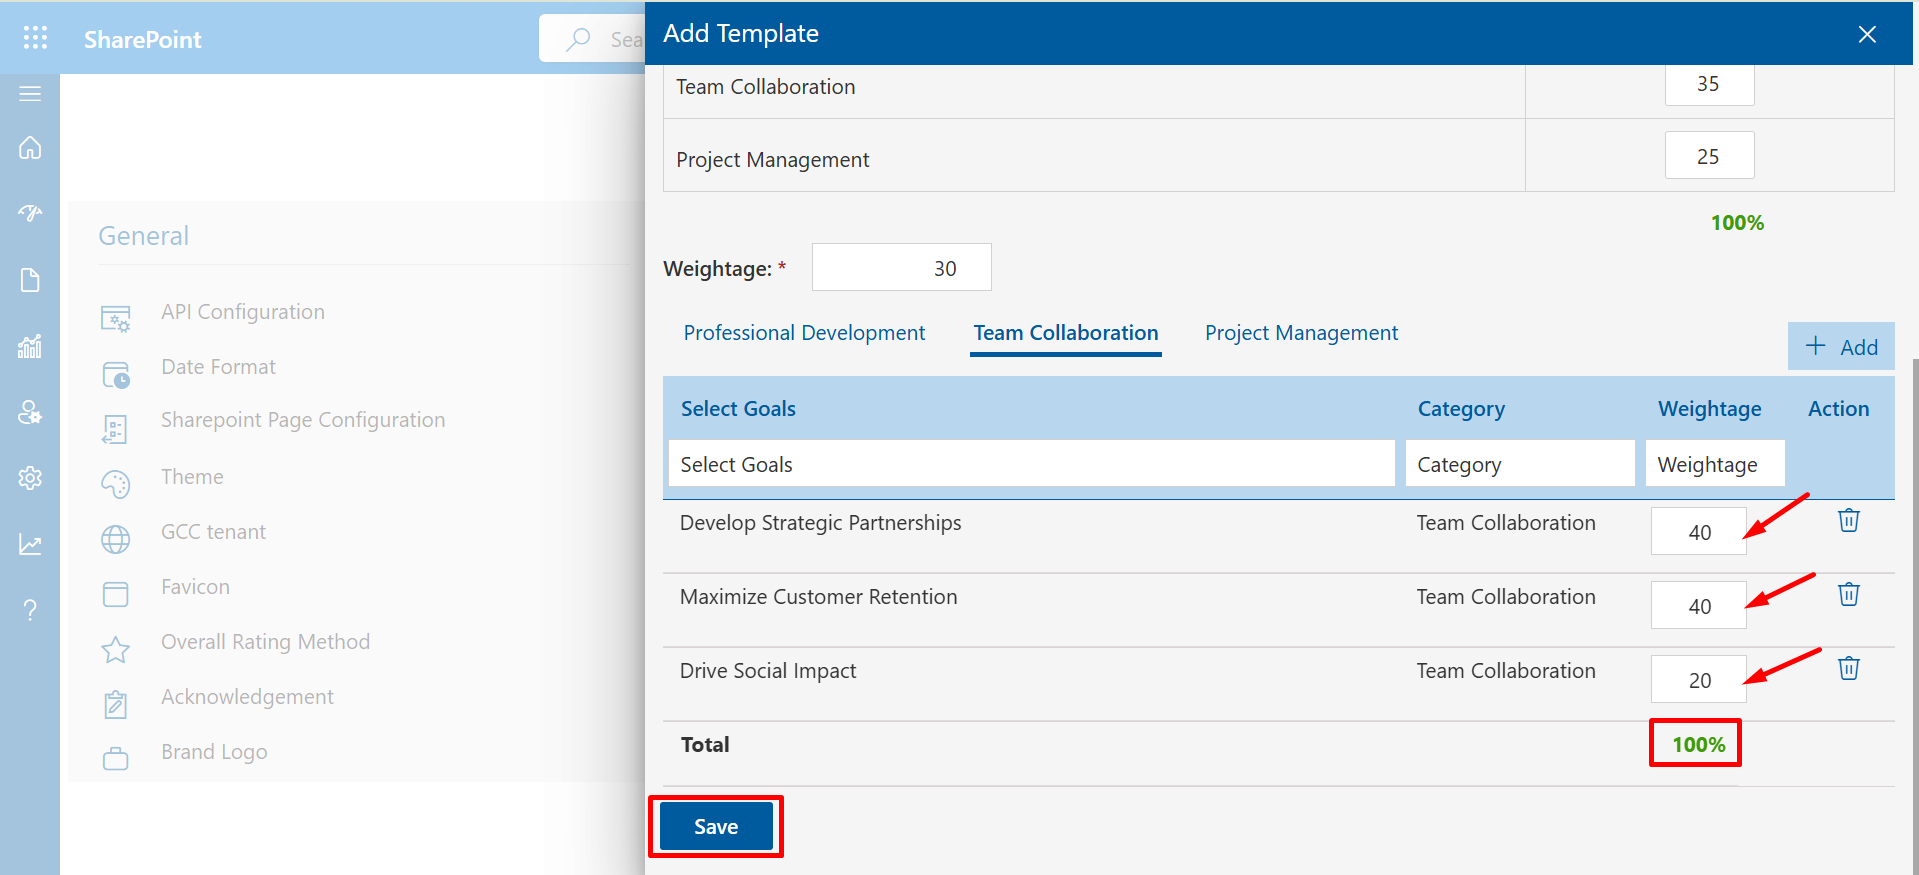 SharePoint
Sea
Add Template
Team Collaboration 35
Project Management 25
100%
Weightage: * 30
Professional Development Team Collaboration Project Management
+ Add
Select Goals Category Weightage Action
Select Goals Category Weightage
Develop Strategic Partnerships Team Collaboration 40
Maximize Customer Retention Team Collaboration 40
Drive Social Impact Team Collaboration 20
Total 100%
Save
General
API Configuration
Date Format
Sharepoint Page Configuration
Theme
GCC tenant
Favicon
Overall Rating Method
Acknowledgement
Brand Logo